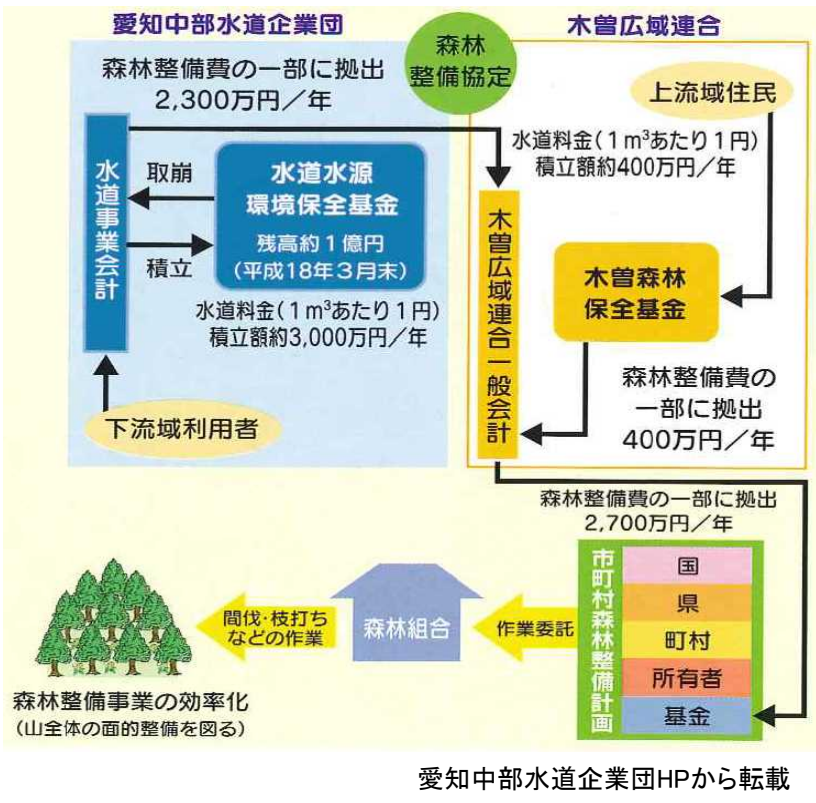 愛知中部水道企業団
木曽広域連合
森林
整備協定
森林整備費の一部に拠出
2,300万円／年
上流域住民
水道料金(1m³あたり1円)
積立額約400万円／年
水道事業会計
取崩
積立
水道水源
環境保全基金
残高約1億円
(平成18年3月末)
水道料金(1m³あたり1円)
積立額約3,000万円／年
下流域利用者
木曽広域連合一般会計
木曽森林
保全基金
森林整備費の
一部に拠出
400万円／年
森林整備費の一部に拠出
2,700万円／年
市町村森林整備計画
国
県
町村
所有者
基金
作業委託
森林組合
間伐・枝打ち
などの作業
森林整備事業の効率化
(山全体の面的整備を図る)
愛知中部水道企業団HPから転載